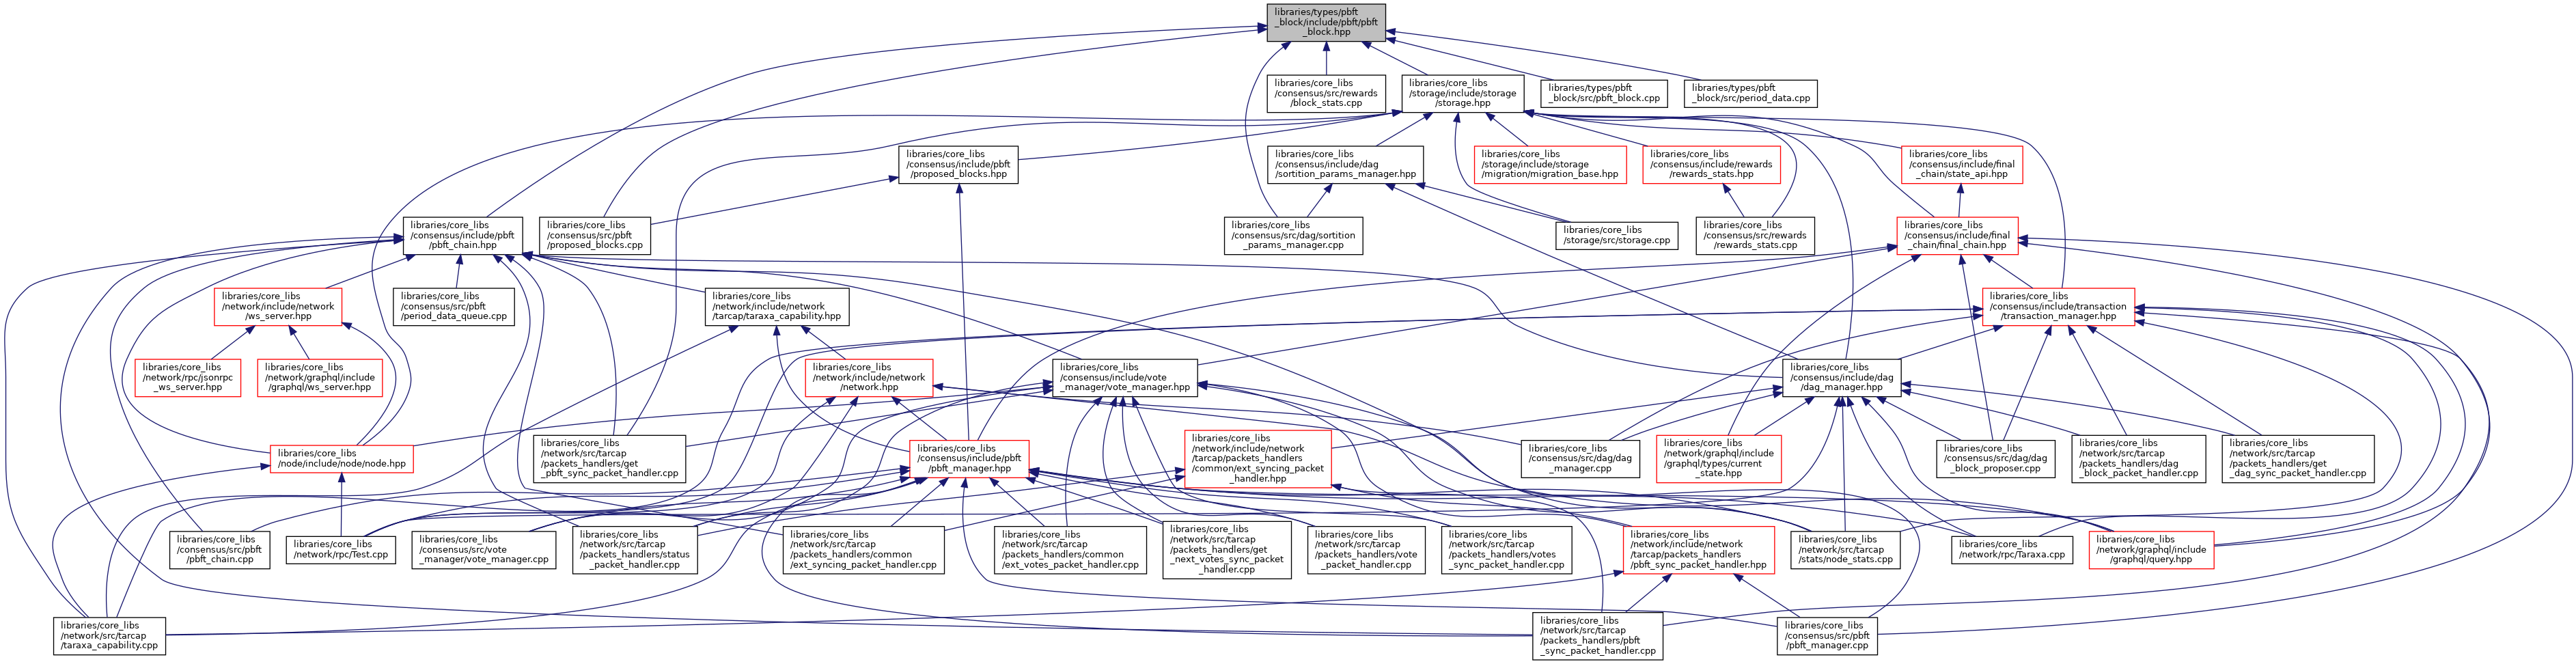 libraries/types/pbft
_block/include/pbft/pbft
_block.hpp
libraries/core_libs
/consensus/src/rewards
/block_stats.cpp
libraries/core_libs
/storage/include/storage
/storage.hpp
libraries/types/pbft
_block/src/pbft_block.cpp
libraries/types/pbft
_block/src/period_data.cpp
libraries/core_libs
/consensus/include/pbft
/proposed_blocks.hpp
libraries/core_libs
/consensus/include/dag
/sortition_params_manager.hpp
libraries/core_libs
/storage/include/storage
/migration/migration_base.hpp
libraries/core_libs
/consensus/include/rewards
/rewards_stats.hpp
libraries/core_libs
/consensus/include/final
_chain/state_api.hpp
libraries/core_libs
/consensus/include/pbft
/pbft_chain.hpp
libraries/core_libs
/consensus/src/pbft
/proposed_blocks.cpp
libraries/core_libs
/consensus/src/dag/sortition
_params_manager.cpp
libraries/core_libs
/storage/src/storage.cpp
libraries/core_libs
/consensus/src/rewards
/rewards_stats.cpp
libraries/core_libs
/consensus/include/final
_chain/final_chain.hpp
libraries/core_libs
/network/include/network
/ws_server.hpp
libraries/core_libs
/consensus/src/pbft
/period_data_queue.cpp
libraries/core_libs
/network/include/network
/tarcap/taraxa_capability.hpp
libraries/core_libs
/consensus/include/transaction
/transaction_manager.hpp
libraries/core_libs
/network/rpc/jsonrpc
_ws_server.hpp
libraries/core_libs
/network/graphql/include
/graphql/ws_server.hpp
libraries/core_libs
/network/include/network
/network.hpp
libraries/core_libs
/consensus/include/vote
_manager/vote_manager.hpp
libraries/core_libs
/consensus/include/dag
/dag_manager.hpp
libraries/core_libs
/node/include/node/node.hpp
libraries/core_libs
/network/src/tarcap
/packets_handlers/get
_pbft_sync_packet_handler.cpp
libraries/core_libs
/consensus/include/pbft
/pbft_manager.hpp
libraries/core_libs
/network/include/network
/tarcap/packets_handlers
/common/ext_syncing_packet
_handler.hpp
libraries/core_libs
/consensus/src/dag/dag
_manager.cpp
libraries/core_libs
/network/graphql/include
/graphql/types/current
_state.hpp
libraries/core_libs
/consensus/src/dag/dag
_block_proposer.cpp
libraries/core_libs
/network/src/tarcap
/packets_handlers/dag
_block_packet_handler.cpp
libraries/core_libs
/network/src/tarcap
/packets_handlers/get
_dag_sync_packet_handler.cpp
libraries/core_libs
/consensus/src/pbft
/pbft_chain.cpp
libraries/core_libs
/network/rpc/Test.cpp
libraries/core_libs
/consensus/src/vote
_manager/vote_manager.cpp
libraries/core_libs
/network/src/tarcap
/packets_handlers/status
_packet_handler.cpp
libraries/core_libs
/network/src/tarcap
/packets_handlers/common
/ext_syncing_packet_handler.cpp
libraries/core_libs
/network/src/tarcap
/packets_handlers/common
/ext_votes_packet_handler.cpp
libraries/core_libs
/network/src/tarcap
/packets_handlers/get
_next_votes_sync_packet
_handler.cpp
libraries/core_libs
/network/src/tarcap
/packets_handlers/vote
_packet_handler.cpp
libraries/core_libs
/network/src/tarcap
/packets_handlers/votes
_sync_packet_handler.cpp
libraries/core_libs
/network/include/network
/tarcap/packets_handlers
/pbft_sync_packet_handler.hpp
libraries/core_libs
/network/src/tarcap
/stats/node_stats.cpp
libraries/core_libs
/network/rpc/Taraxa.cpp
libraries/core_libs
/network/graphql/include
/graphql/query.hpp
libraries/core_libs
/network/src/tarcap
/taraxa_capability.cpp
libraries/core_libs
/network/src/tarcap
/packets_handlers/pbft
_sync_packet_handler.cpp
libraries/core_libs
/consensus/src/pbft
/pbft_manager.cpp